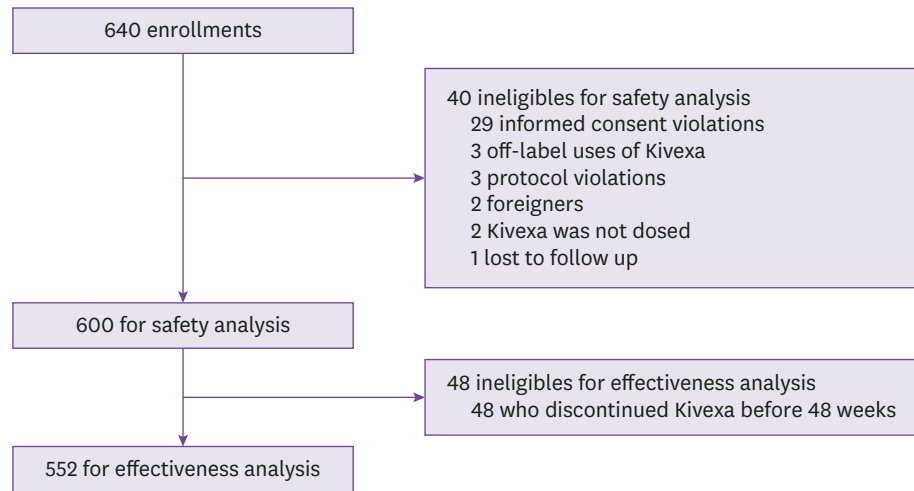 640 enrollments
40 ineligibles for safety analysis
29 informed consent violations
3 off-label uses of Kivexa
3 protocol violations
2 foreigners
2 Kivexa was not dosed
1 lost to follow up
600 for safety analysis
48 ineligibles for effectiveness analysis
48 who discontinued Kivexa before 48 weeks
552 for effectiveness analysis